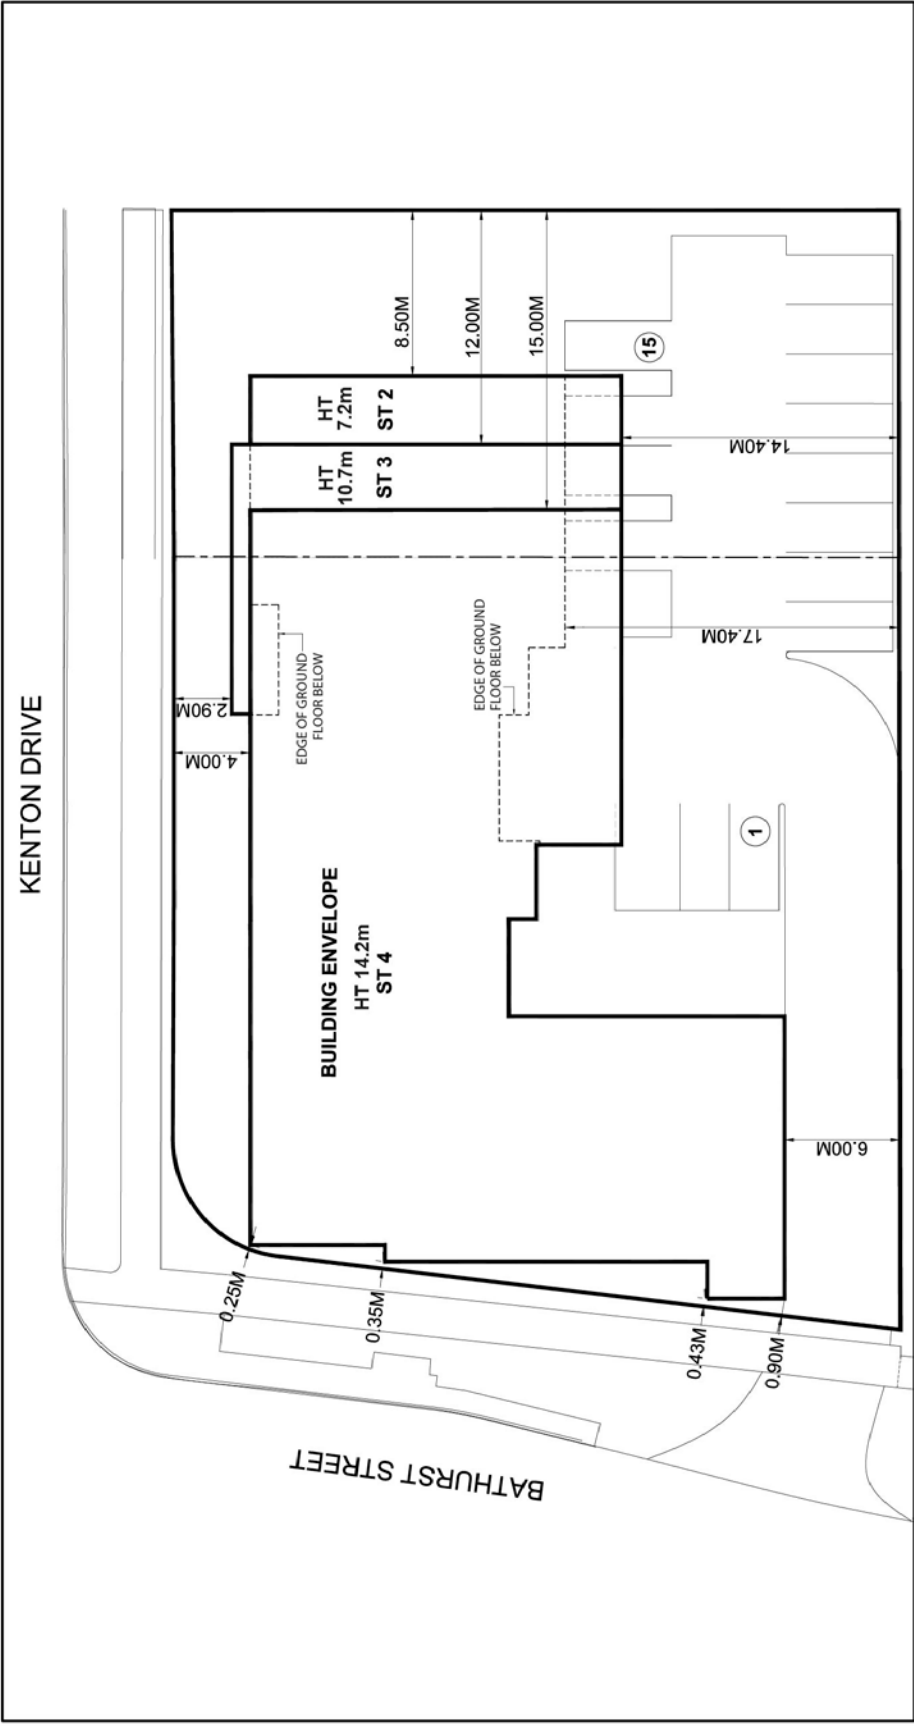 KENTON DRIVE
8.50M
12.00M
15.00M
HT
7.2m
ST 2
HT
10.7m
ST 3
15
14.40M
17.40M
2.90M
4.00M
EDGE OF GROUND
FLOOR BELOW
EDGE OF GROUND
FLOOR BELOW
BUILDING ENVELOPE
HT 14.2m
ST 4
1
6.00M
0.25M
0.35M
0.43M
0.90M
BATHURST STREET